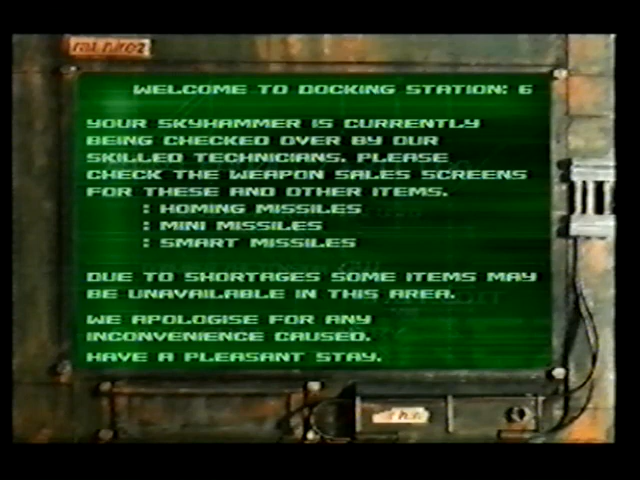 WELCOME TO DOCKING STATION: 6
YOUR SKYHAMMER IS CURRENTLY
BEING CHECKED OVER BY OUR
SKILLED TECHNICIANS. PLEASE
CHECK THE WEAPON SALES SCREENS
FOR THESE AND OTHER ITEMS.
: HOMING MISSILES
: MINI MISSILES
: SMART MISSILES
DUE TO SHORTAGES SOME ITEMS MAY
BE UNAVAILABLE IN THIS AREA.
WE APOLOGISE FOR ANY
INCONVENIENCE CAUSED.
HAVE A PLEASANT STAY.